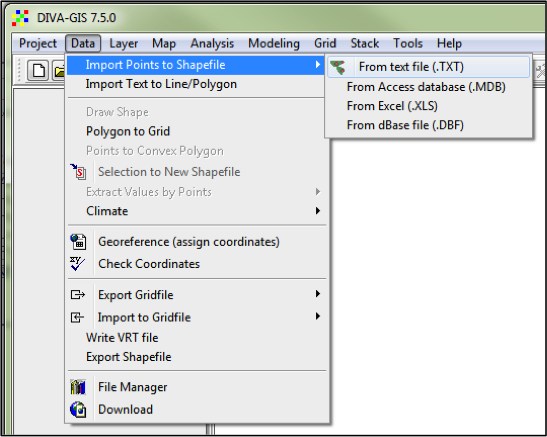 DIVA-GIS 7.5.0
Project Data Layer Map Analysis Modeling Grid Stack Tools Help
Import Points to Shapefile
From text file (.TXT)
Import Text to Line/Polygon
From Access database (.MDB)
From Excel (.XLS)
Draw Shape
From dBase file (.DBF)
Polygon to Grid
Points to Convex Polygon
Selection to New Shapefile
Extract Values by Points
Climate
Georeference (assign coordinates)
Check Coordinates
Export Gridfile
Import to Gridfile
Write VRT file
Export Shapefile
File Manager
Download